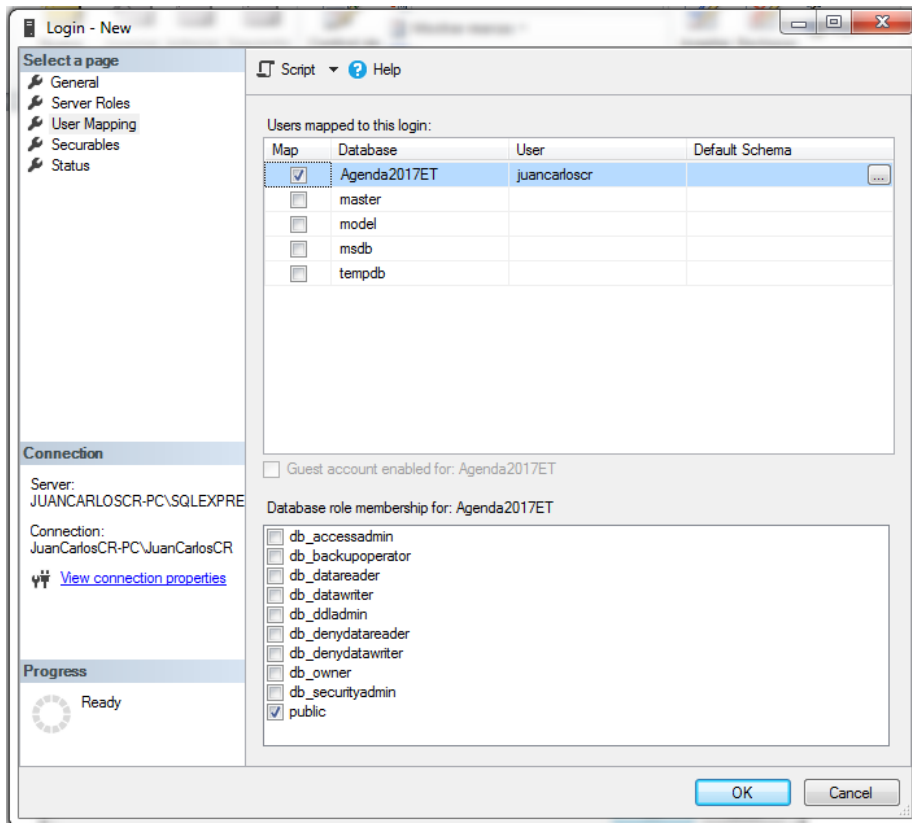 Login - New
Select a page
General
Server Roles
User Mapping
Securables
Status
Script Help
Users mapped to this login:
Map Database User Default Schema
Agenda2017ET juancarloscr ...
master
model
msdb
tempdb
Guest account enabled for: Agenda2017ET
Database role membership for: Agenda2017ET
db_accessadmin
db_backupoperator
db_datareader
db_datawriter
db_ddladmin
db_denydatareader
db_denydatawriter
db_owner
db_securityadmin
public
Connection
Server:
JUANCARLOSCR-PC\SQLEXPRE
Connection:
JuanCarlosCR-PC\JuanCarlosCR
View connection properties
Progress
Ready
OK Cancel